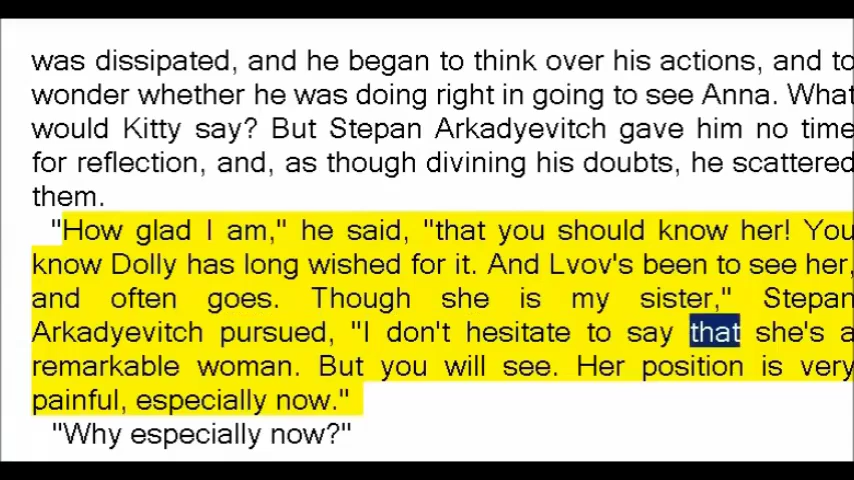 was dissipated, and he began to think over his actions, and to
wonder whether he was doing right in going to see Anna. What
would Kitty say? But Stepan Arkadyevitch gave him no time
for reflection, and, as though divining his doubts, he scattered
them.
"How glad I am," he said, "that you should know her! You
know Dolly has long wished for it. And Lvov's been to see her,
and often goes. Though she is my sister," Stepan
Arkadyevitch pursued, "I don't hesitate to say that she's a
remarkable woman. But you will see. Her position is very
painful, especially now."
"Why especially now?"